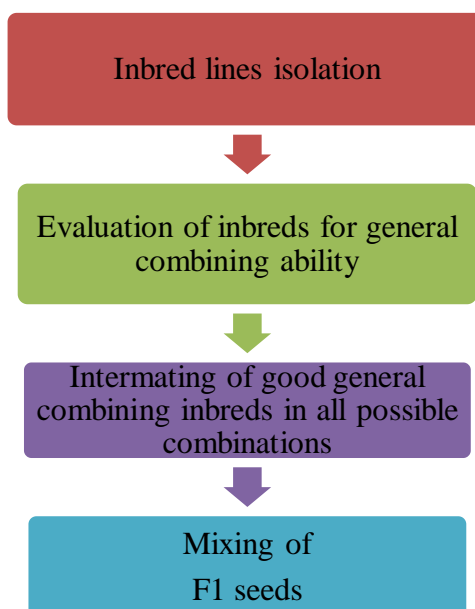 Inbred lines isolation
Evaluation of inbreds for general
combining ability
Intermating of good general
combining inbreds in all possible
combinations
Mixing of
F1 seeds